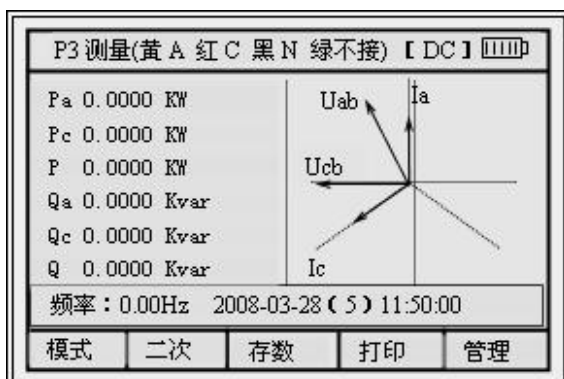 P3 测量(黄 A 红 C 黑 N 绿不接) 【 DC 】
Pa 0.0000 KW
Pc 0.0000 KW
P 0.0000 KW
Qa 0.0000 Kvar
Qc 0.0000 Kvar
Q 0.0000 Kvar
Uab
Ia
Ucb
Ic
频率：0.00Hz 2008-03-28（5）11:50:00
模式 二次 存数 打印 管理